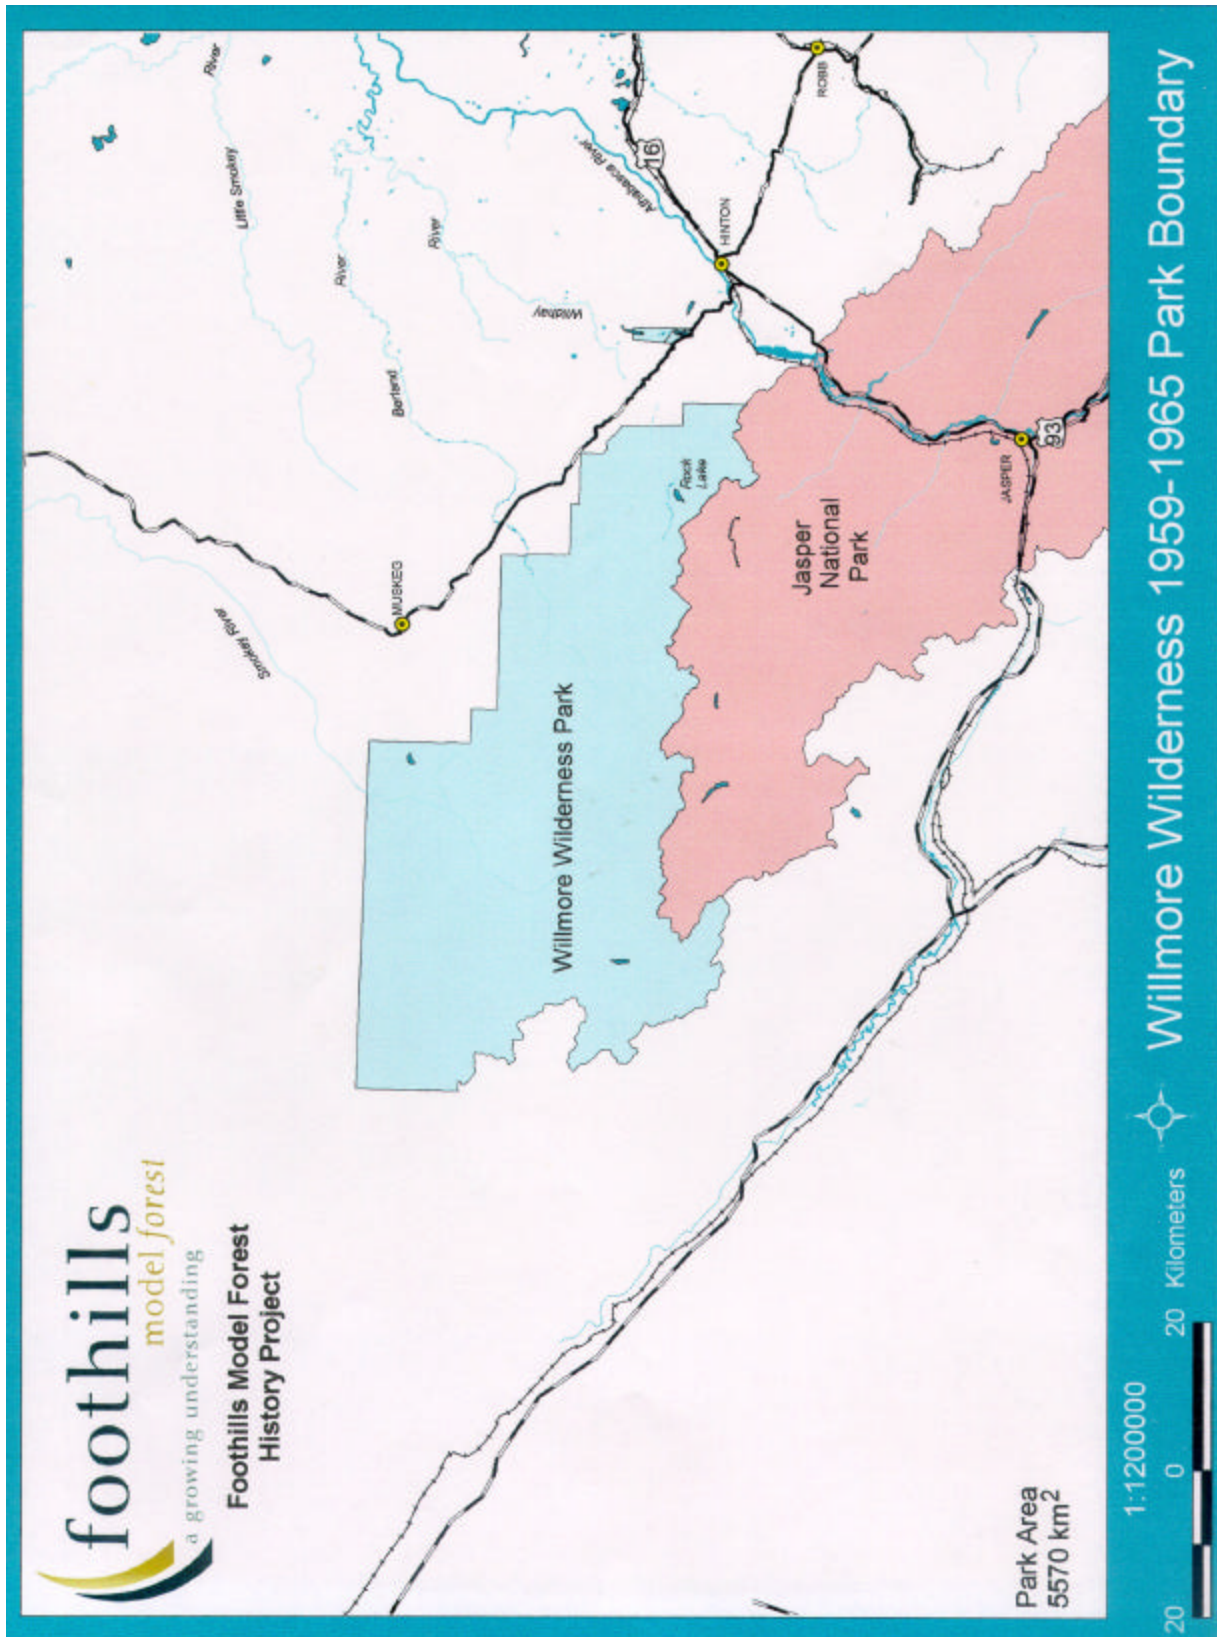 foothills
model forest
a growing understanding
Foothills Model Forest
History Project
Smokey River
Little Smokey
River
River
Berland
River
Wildhay
Athabasca River
MUSKEG
16
HINTON
ROBB
Willmore Wilderness Park
Rock
Lake
Jasper
National
Park
JASPER
93
Park Area
5570 km²
1:1200000
20 0 20 Kilometers
Willmore Wilderness 1959-1965 Park Boundary